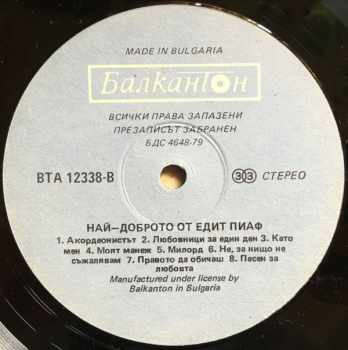 MADE IN BULGARIA
Балкантон
ВСИЧКИ ПРАВА ЗАПАЗЕНИ
ПРЕЗАПИСЪТ ЗАБРАНЕН
БДС 4648-79
ВТА 12338-В
33 СТЕРЕО
НАЙ—ДОБРОТО ОТ ЕДИТ ПИАФ
1. Акордеонистът 2. Любовници за един ден 3. Като
мен 4. Моят манеж 5. Милорд 6. Не, за нищо не
съжалявам 7. Правото да обичаш 8. Песен за
любовта
Manufactured under license by
Balkanton in Bulgaria